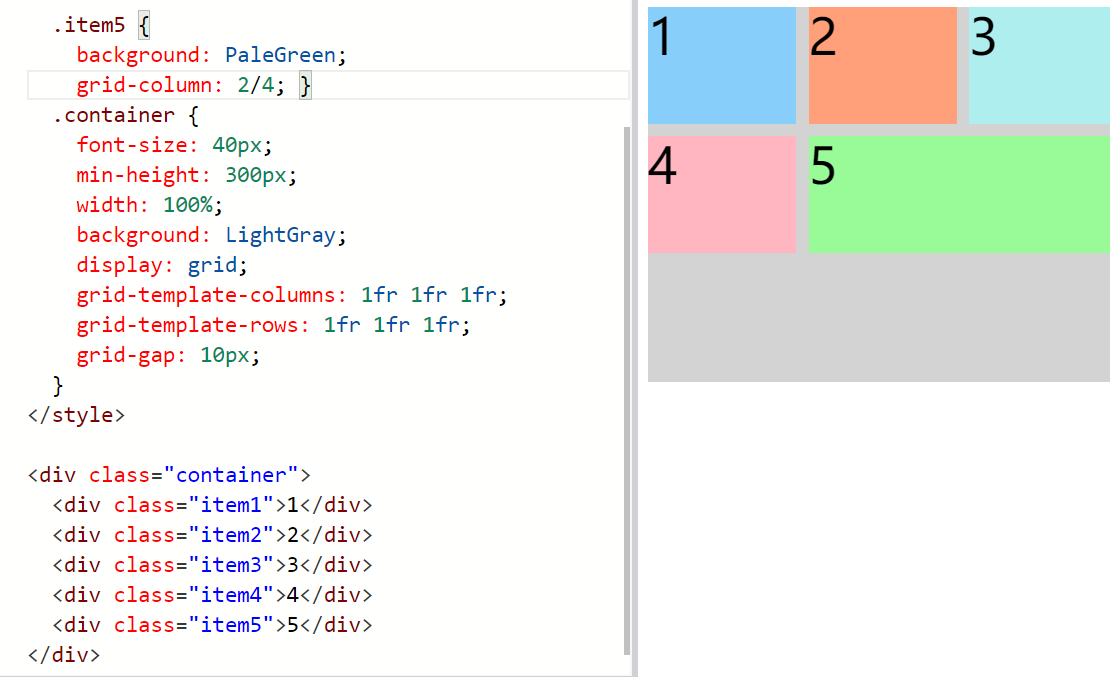 .item5 {
background: PaleGreen;
grid-column: 2/4; }
.container {
font-size: 40px;
min-height: 300px;
width: 100%;
background: LightGray;
display: grid;
grid-template-columns: 1fr 1fr 1fr;
grid-template-rows: 1fr 1fr 1fr;
grid-gap: 10px;
}
</style>
<div class="container">
<div class="item1">1</div>
<div class="item2">2</div>
<div class="item3">3</div>
<div class="item4">4</div>
<div class="item5">5</div>
</div>
1 2 3
4 5